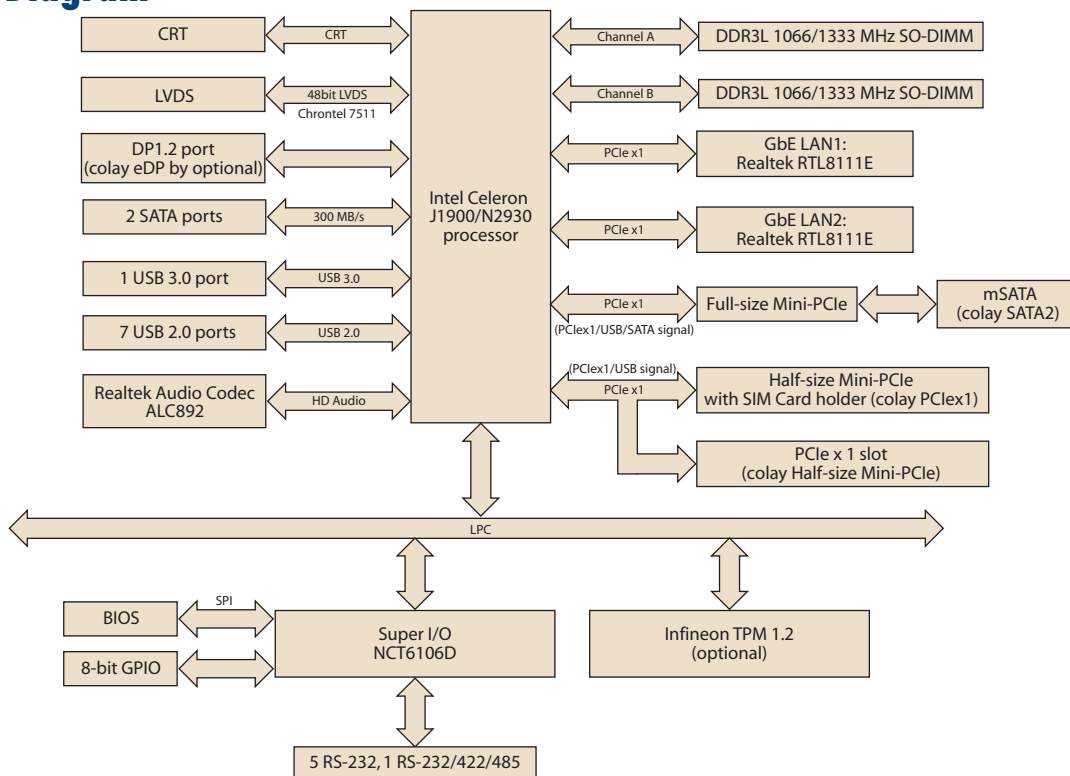 Diagram
CRT
CRT
Channel A
DDR3L 1066/1333 MHz SO-DIMM
LVDS
48bit LVDS
Chrontel 7511
Channel B
DDR3L 1066/1333 MHz SO-DIMM
DP1.2 port
(colay eDP by optional)
PCIe x1
GbE LAN1:
Realtek RTL8111E
Intel Celeron
J1900/N2930
processor
2 SATA ports
300 MB/s
PCIe x1
GbE LAN2:
Realtek RTL8111E
1 USB 3.0 port
USB 3.0
PCIe x1
(PCIex1/USB/SATA signal)
Full-size Mini-PCIe
mSATA
(colay SATA2)
7 USB 2.0 ports
USB 2.0
Realtek Audio Codec
ALC892
HD Audio
(PCIex1/USB signal)
PCIe x1
Half-size Mini-PCIe
with SIM Card holder (colay PCIex1)
PCIe x 1 slot
(colay Half-size Mini-PCIe)
LPC
BIOS
SPI
8-bit GPIO
Super I/O
NCT6106D
Infineon TPM 1.2
(optional)
5 RS-232, 1 RS-232/422/485